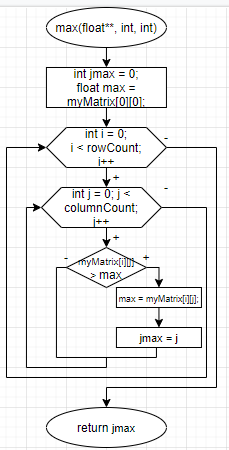 max(float**, int, int)
int jmax = 0;
float max =
myMatrix[0][0];
int i = 0;
i < rowCount;
j++
-
+
int j = 0; j <
columnCount;
j++
-
+
-
myMatrix[i][j]
> max
+
max = myMatrix[i][j];
jmax = j
return jmax